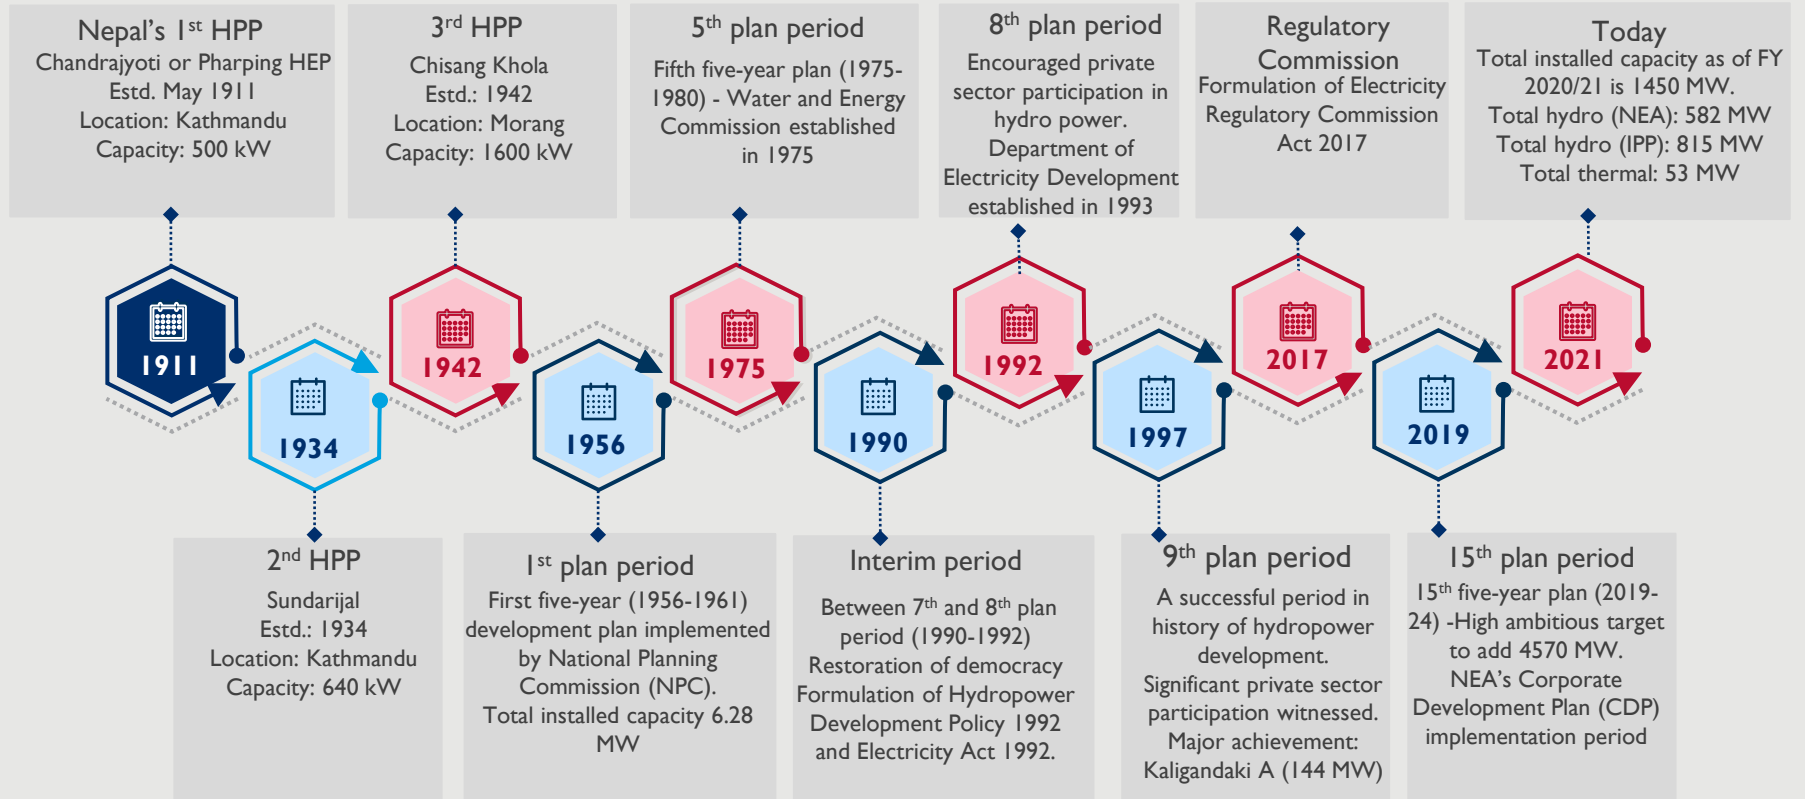 Nepal's 1st HPP
Chandrajyoti or Pharping HEP
Estd. May 1911
Location: Kathmandu
Capacity: 500 kW
3rd HPP
Chisang Khola
Estd.: 1942
Location: Morang
Capacity: 1600 kW
5th plan period
Fifth five-year plan (1975-
1980) - Water and Energy
Commission established
in 1975
8th plan period
Encouraged private
sector participation in
hydro power.
Department of
Electricity Development
established in 1993
Regulatory
Commission
Formulation of Electricity
Regulatory Commission
Act 2017
Today
Total installed capacity as of FY
2020/21 is 1450 MW.
Total hydro (NEA): 582 MW
Total hydro (IPP): 815 MW
Total thermal: 53 MW
1911
1934
1942
1956
1975
1990
1992
1997
2017
2019
2021
2nd HPP
Sundarijal
Estd.: 1934
Location: Kathmandu
Capacity: 640 kW
1st plan period
First five-year (1956-1961)
development plan implemented
by National Planning
Commission (NPC).
Total installed capacity 6.28
MW
Interim period
Between 7th and 8th plan
period (1990-1992)
Restoration of democracy
Formulation of Hydropower
Development Policy 1992
and Electricity Act 1992.
9th plan period
A successful period in
history of hydropower
development.
Significant private sector
participation witnessed.
Major achievement:
Kaligandaki A (144 MW)
15th plan period
15th five-year plan (2019-
24) -High ambitious target
to add 4570 MW.
NEA's Corporate
Development Plan (CDP)
implementation period